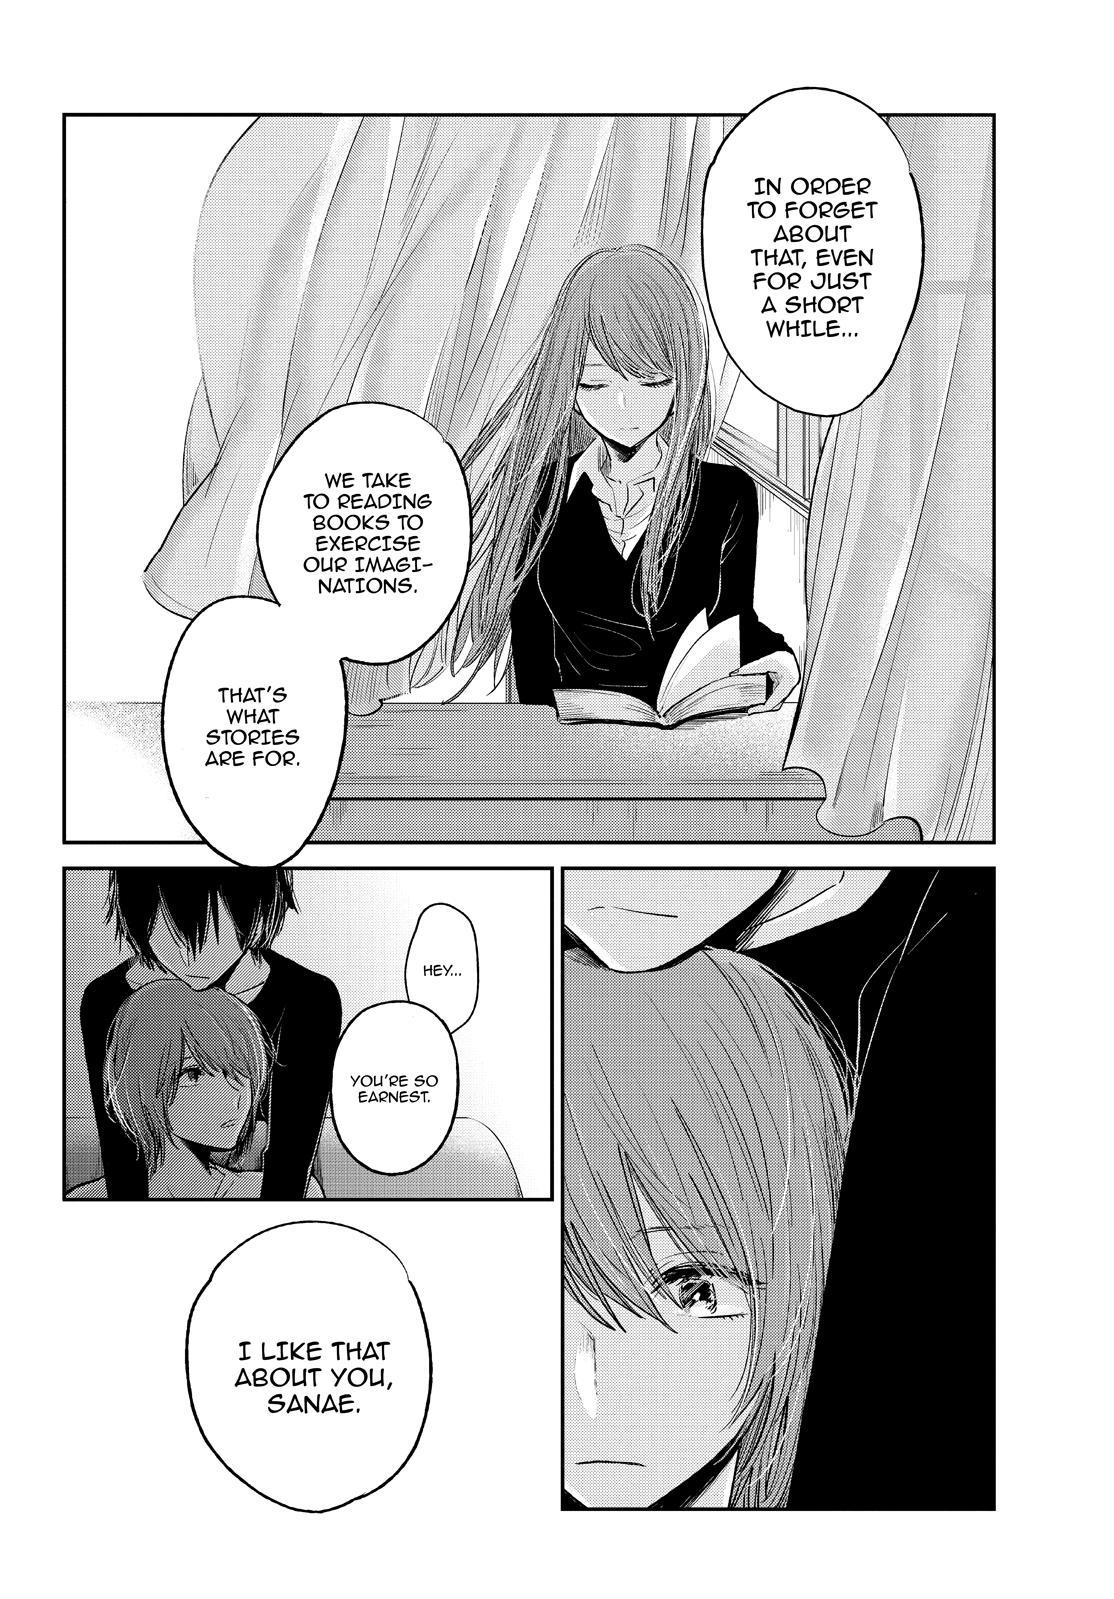 IN ORDER
TO FORGET
ABOUT
THAT, EVEN
FOR JUST
A SHORT
WHILE...
WE TAKE
TO READING
BOOKS TO
EXERCISE
OUR IMAGI-
NATIONS.
THAT'S
WHAT
STORIES
ARE FOR.
HEY...
YOU'RE SO
EARNEST.
I LIKE THAT
ABOUT YOU,
SANAE.